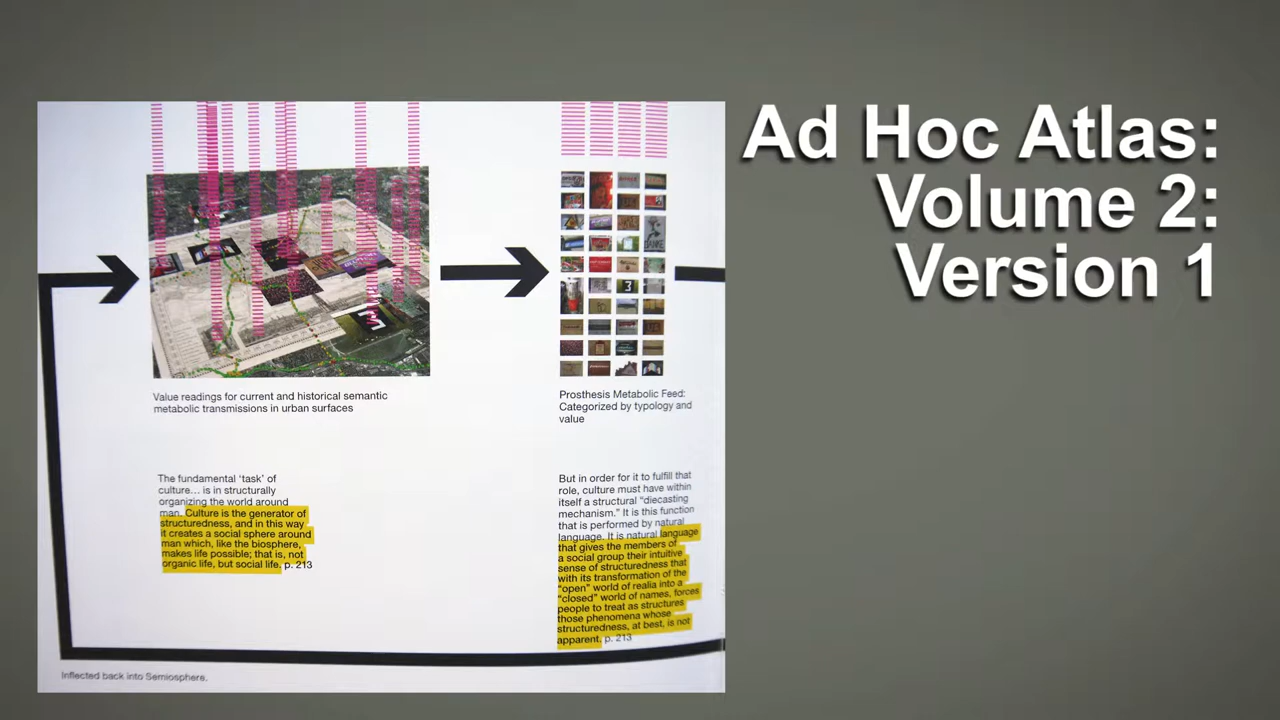 Ad Hoc Atlas:
Volume 2:
Version 1
Value readings for current and historical semantic
metabolic transmissions in urban surfaces
Prosthesis Metabolic Feed:
Categorized by typology and
value
The fundamental ‘task’ of
culture... is in structurally
organizing the world around
man. Culture is the generator of
structuredness, and in this way
it creates a social sphere around
man which, like the biosphere,
makes life possible; that is, not
organic life, but social life. p. 213
But in order for it to fulfill that
role, culture must have within
itself a structural “diecasting
mechanism.” It is this function
that is performed by natural
language. It is natural language
that gives the members of
a social group their intuitive
sense of structuredness that
with its transformation of the
“open” world of realia into a
“closed” world of names, forces
people to treat as structures
those phenomena whose
structuredness, at best, is not
apparent. p. 213
Inflected back into Semiosphere.
DANKE
3